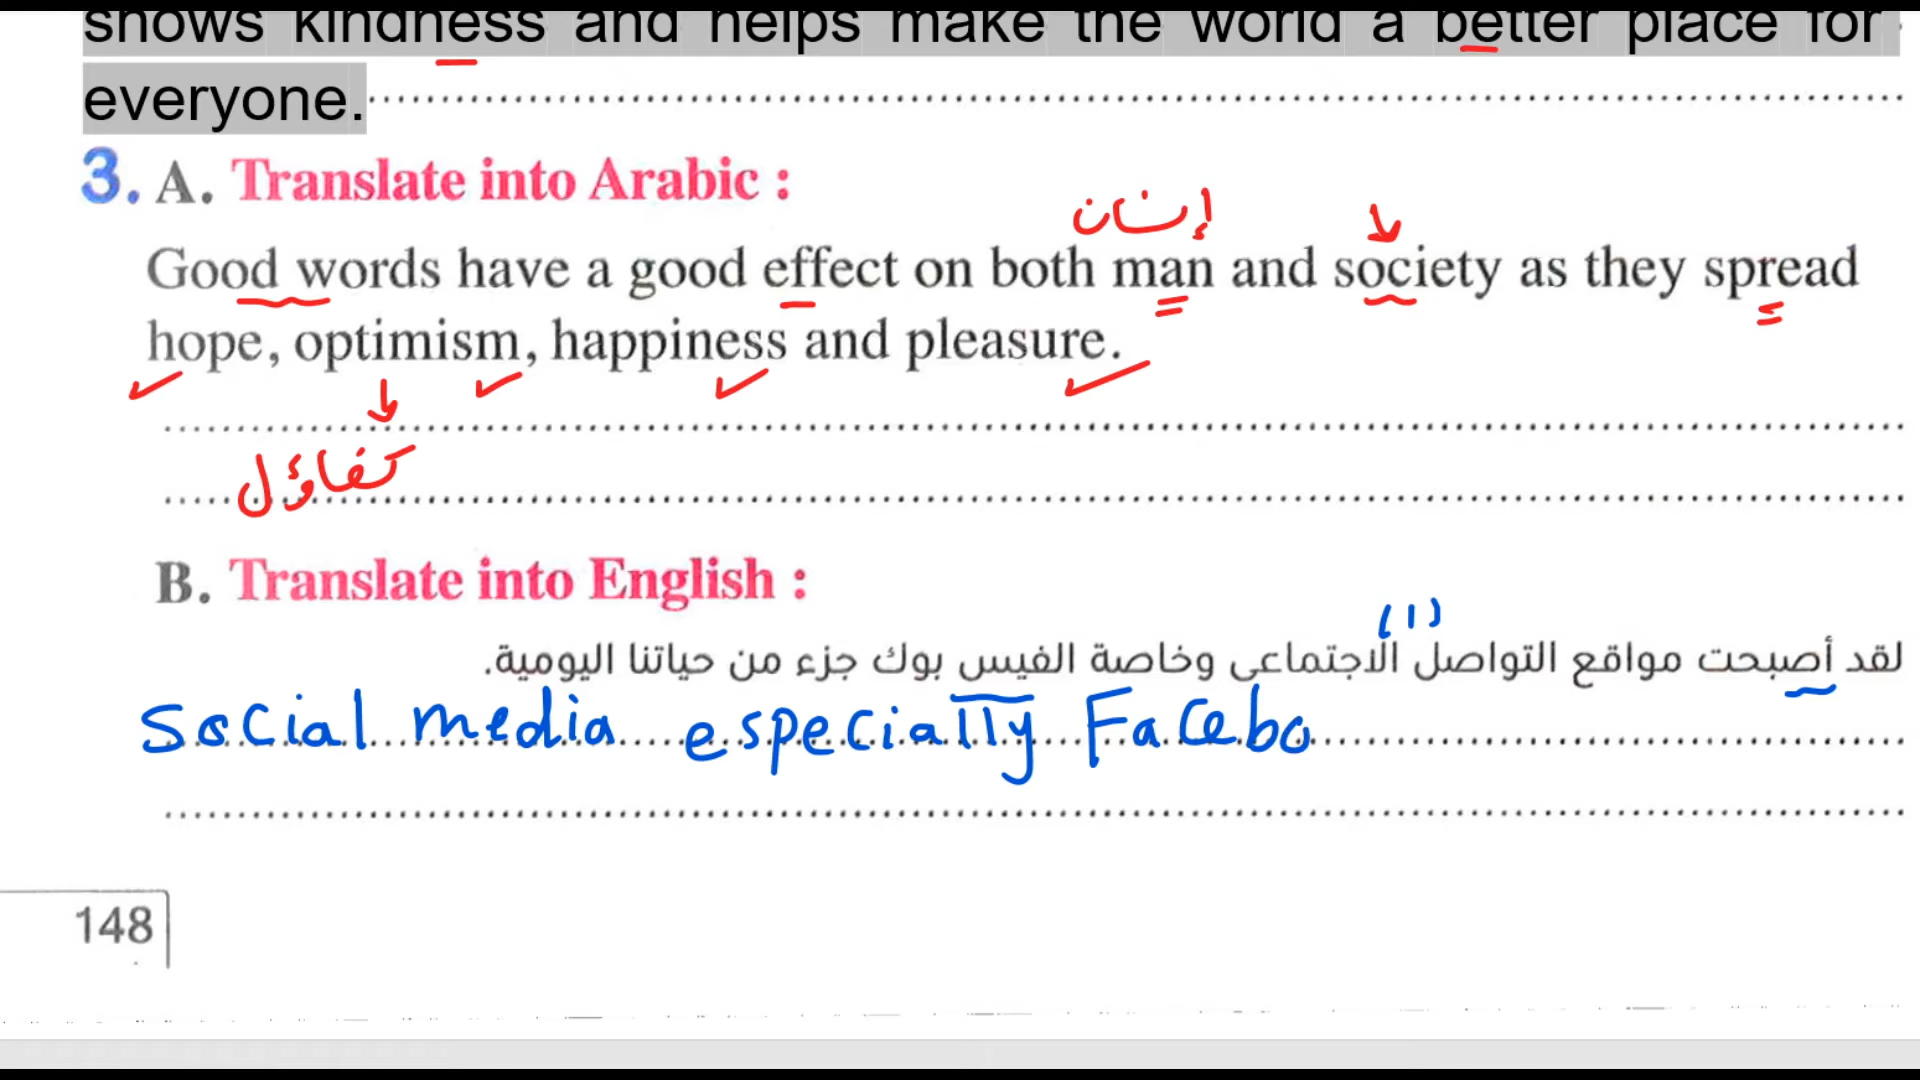 shows kindness and helps make the world a better place for
everyone.
3. A. Translate into Arabic :
إنسان
Good words have a good effect on both man and society as they spread
hope, optimism, happiness and pleasure.
تفاؤل
B. Translate into English :
(1)
لقد أصبحت مواقع التواصل الاجتماعى وخاصة الفيس بوك جزء من حياتنا اليومية.
Social media especially Facebo
148